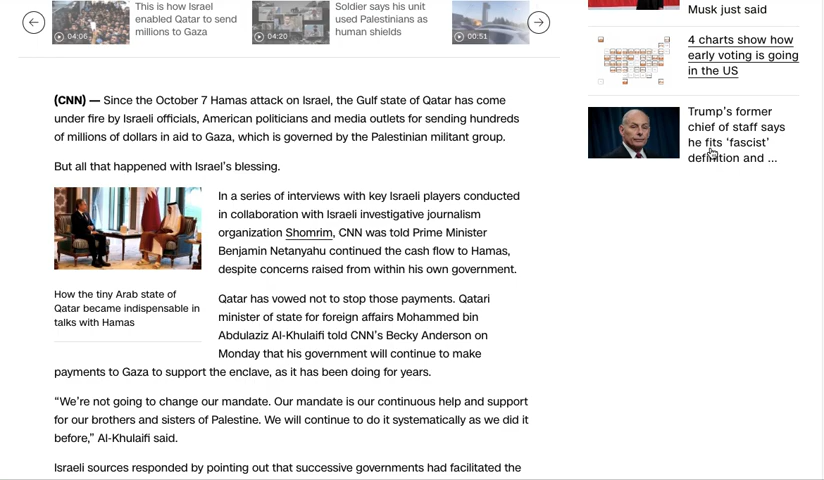 This is how Israel
enabled Qatar to send
millions to Gaza
04:06
Soldier says his unit
used Palestinians as
human shields
04:20
00:51
(CNN) — Since the October 7 Hamas attack on Israel, the Gulf state of Qatar has come
under fire by Israeli officials, American politicians and media outlets for sending hundreds
of millions of dollars in aid to Gaza, which is governed by the Palestinian militant group.
But all that happened with Israel’s blessing.
In a series of interviews with key Israeli players conducted
in collaboration with Israeli investigative journalism
organization Shomrim, CNN was told Prime Minister
Benjamin Netanyahu continued the cash flow to Hamas,
despite concerns raised from within his own government.
How the tiny Arab state of
Qatar became indispensable in
talks with Hamas
Qatar has vowed not to stop those payments. Qatari
minister of state for foreign affairs Mohammed bin
Abdulaziz Al-Khulaifi told CNN’s Becky Anderson on
Monday that his government will continue to make
payments to Gaza to support the enclave, as it has been doing for years.
“We’re not going to change our mandate. Our mandate is our continuous help and support
for our brothers and sisters of Palestine. We will continue to do it systematically as we did it
before,” Al-Khulaifi said.
Israeli sources responded by pointing out that successive governments had facilitated the
Musk just said
4 charts show how
early voting is going
in the US
Trump’s former
chief of staff says
he fits ‘fascist’
definition and ...